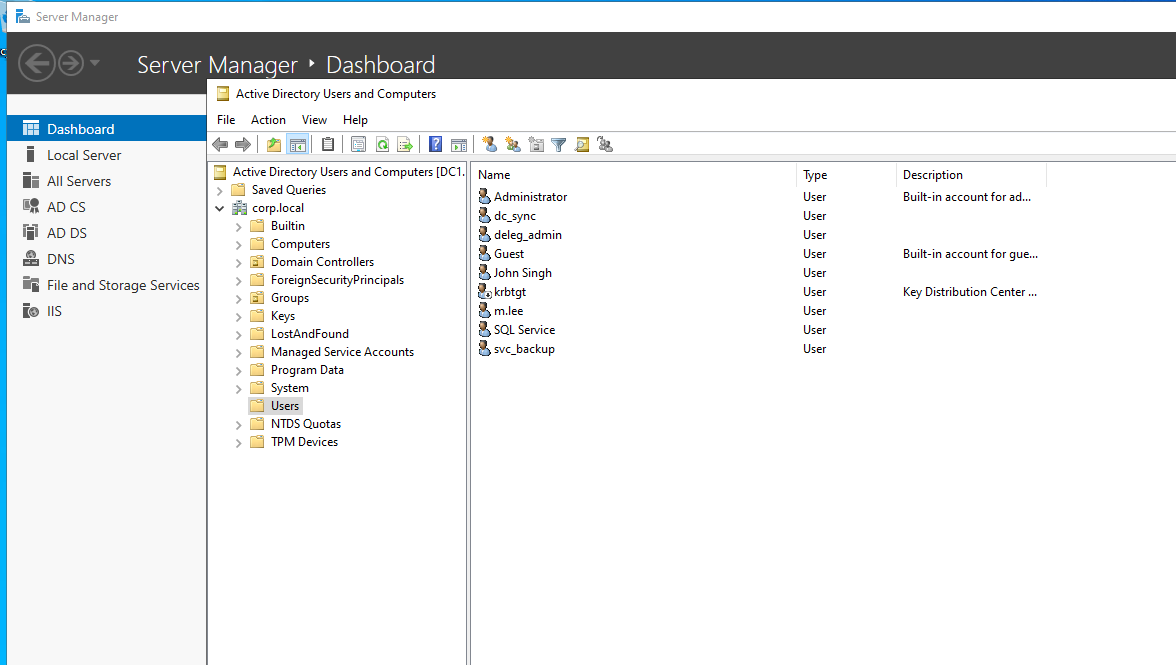 Server Manager
Server Manager ‣ Dashboard
Active Directory Users and Computers
File Action View Help
Dashboard
Local Server
All Servers
AD CS
AD DS
DNS
File and Storage Services
IIS
Active Directory Users and Computers [DC1.
Saved Queries
corp.local
Builtin
Computers
Domain Controllers
ForeignSecurityPrincipals
Groups
Keys
LostAndFound
Managed Service Accounts
Program Data
System
Users
NTDS Quotas
TPM Devices
Name Type Description
Administrator User Built-in account for ad...
dc_sync User
deleg_admin User
Guest User Built-in account for gue...
John Singh User
krbtgt User Key Distribution Center ...
m.lee User
SQL Service User
svc_backup User